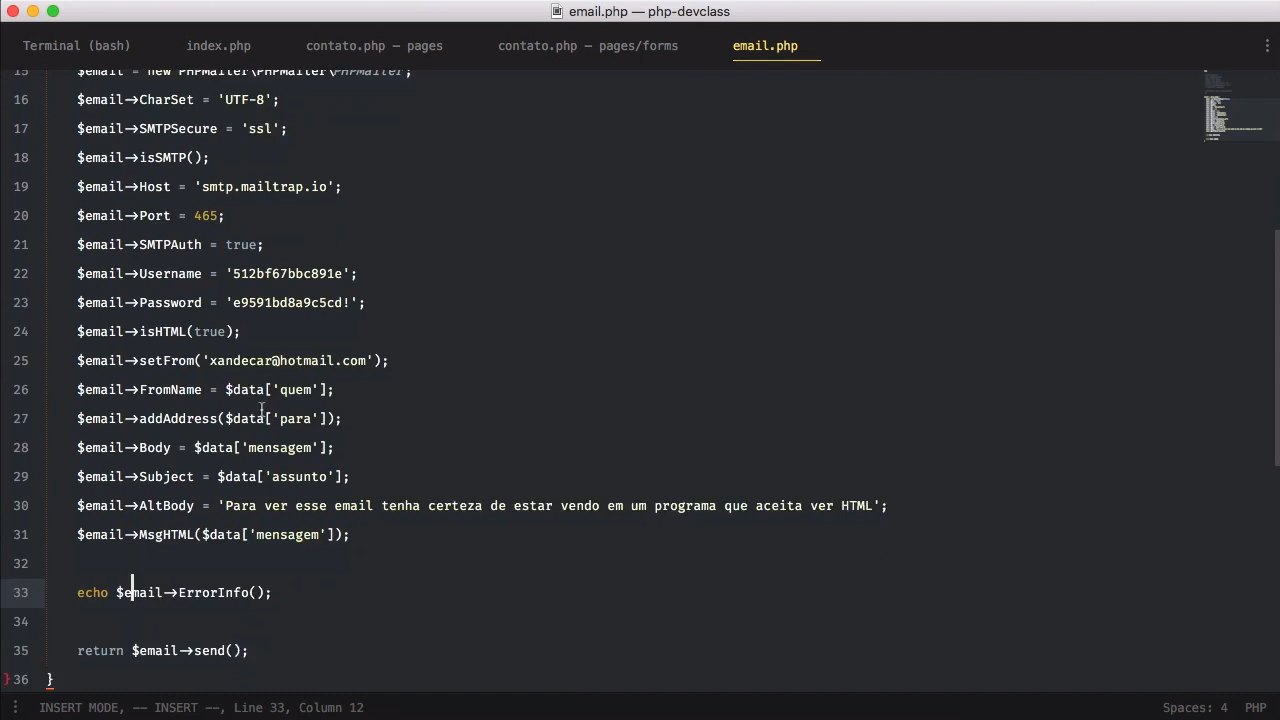 email.php — php-devclass
Terminal (bash) index.php contato.php — pages contato.php — pages/forms email.php
15 $email = new PHPMailer\PHPMailer\PHPMailer;
16 $email->CharSet = 'UTF-8';
17 $email->SMTPSecure = 'ssl';
18 $email->isSMTP();
19 $email->Host = 'smtp.mailtrap.io';
20 $email->Port = 465;
21 $email->SMTPAuth = true;
22 $email->Username = '512bf67bbc891e';
23 $email->Password = 'e9591bd8a9c5cd!';
24 $email->isHTML(true);
25 $email->setFrom('xandecar@hotmail.com');
26 $email->FromName = $data['quem'];
27 $email->addAddress($data['para']);
28 $email->Body = $data['mensagem'];
29 $email->Subject = $data['assunto'];
30 $email->AltBody = 'Para ver esse email tenha certeza de estar vendo em um programa que aceita ver HTML';
31 $email->MsgHTML($data['mensagem']);
32
33 echo $email->ErrorInfo();
34
35 return $email->send();
} 36 }
INSERT MODE, -- INSERT --, Line 33, Column 12 Spaces: 4 PHP